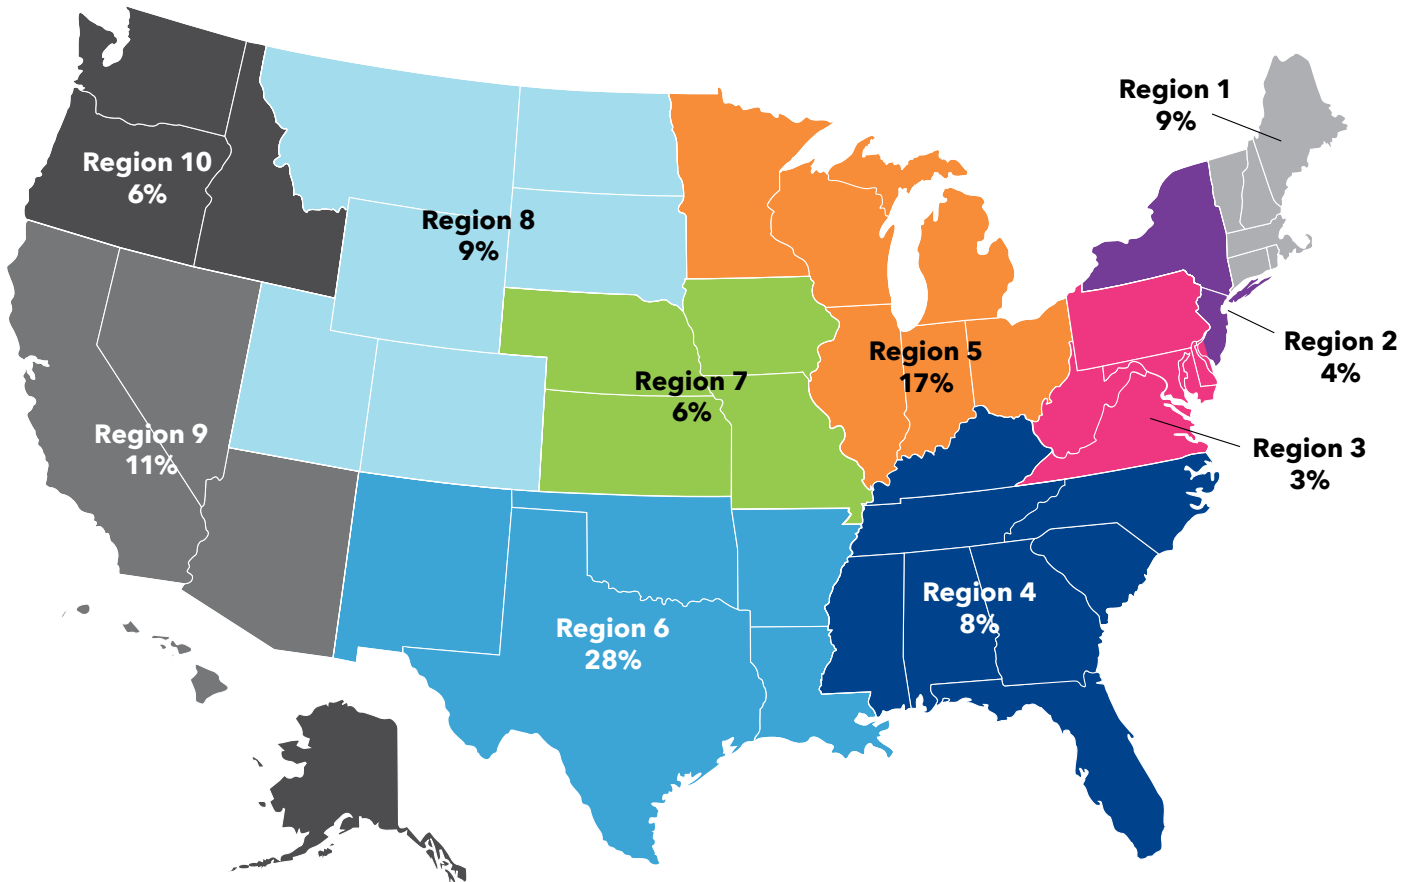 Region 1
9%
Region 10
6%
Region 8
9%
Region 2
4%
Region 5
17%
Region 7
6%
Region 9
11%
Region 3
3%
Region 4
8%
Region 6
28%